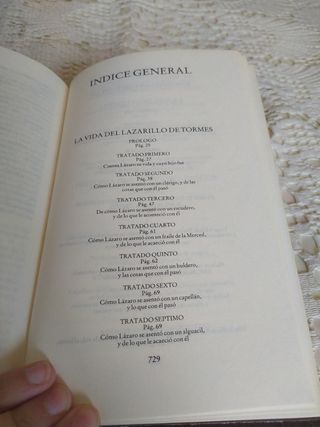 INDICE GENERAL
LA VIDA DEL LAZARILLO DE TORMES
PROLOGO
Pág. 25
TRATADO PRIMERO
Pág. 27
Cuenta Lázaro su vida y cuyo hijo fue
TRATADO SEGUNDO
Pág. 39
Cómo Lázaro se asentó con un clérigo, y de las
cosas que con él pasó
TRATADO TERCERO
Pág. 47
De cómo Lázaro se asentó con un escudero,
y de lo que le acaeció con él
TRATADO CUARTO
Pág. 61
Cómo Lázaro se asentó con un fraile de la Merced,
y de lo que le acaeció con él
TRATADO QUINTO
Pág. 62
Cómo Lázaro se asentó con un buldero,
y las cosas que con él pasó
TRATADO SEXTO
Pág. 69
Cómo Lázaro se asentó con un capellán,
y lo que con él pasó
TRATADO SEPTIMO
Pág. 69
Cómo Lázaro se asentó con un alguacil,
y de lo que le acaeció con él
729